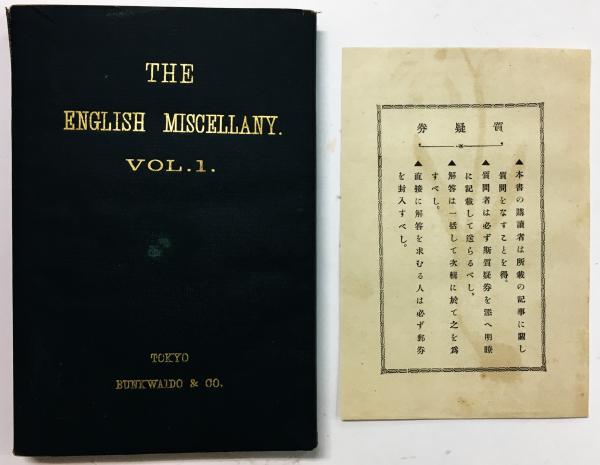 THE
ENGLISH MISCELLANY.
VOL.1.
TOKYO
BUNKWAIDO & CO.
質疑券
▲本書の購讀者は所載の記事に關し
質問をなすことを得。
▲質問者は必ず斯質疑券を添へ明瞭
に記載して送らるべし。
▲解答は一括して次輯に於て之を爲
すべし。
▲直接に解答を求むる人は必ず郵券
を封入すべし。